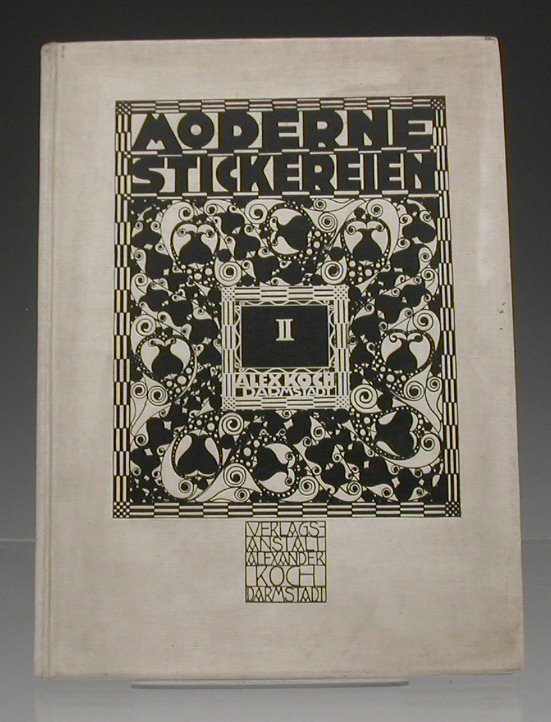 MODERNE
STICKEREIEN
II
ALEX KOCH
DARMSTADT
VERLAGS-
ANSTALT
ALEXANDER
KOCH
DARMSTADT